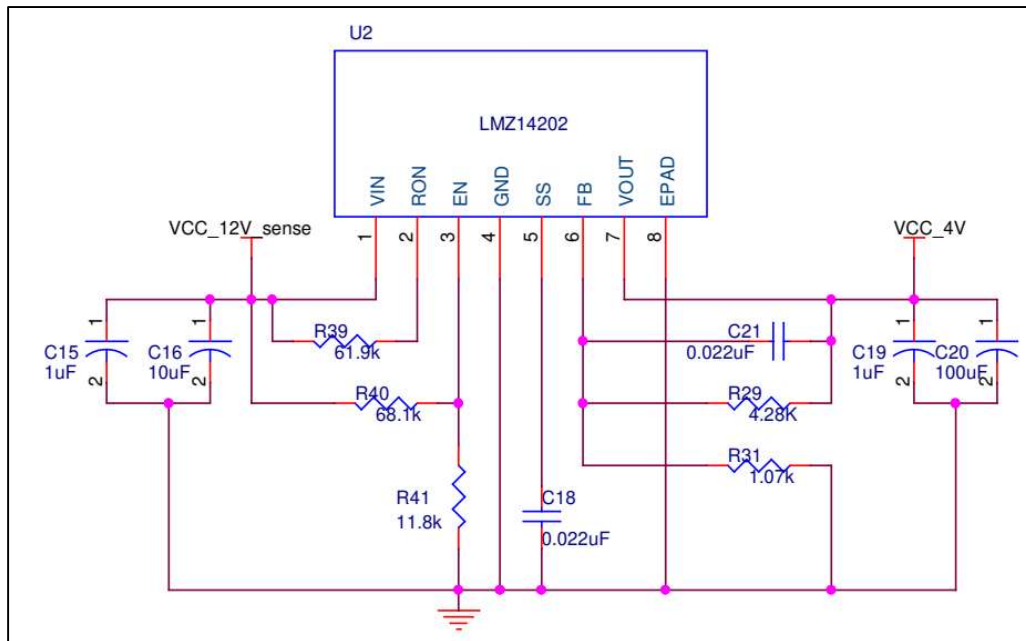 U2
LMZ14202
VIN
RON
EN
GND
SS
FB
VOUT
EPAD
1
2
3
4
5
6
7
8
VCC_12V_sense
VCC_4V
R39
61.9k
C15
1uF
1
2
C16
10uF
1
2
R40
68.1k
C21
0.022uF
C19
1uF
1
2
C20
100uF
1
2
R29
4.28K
R31
1.07k
R41
11.8k
C18
0.022uF